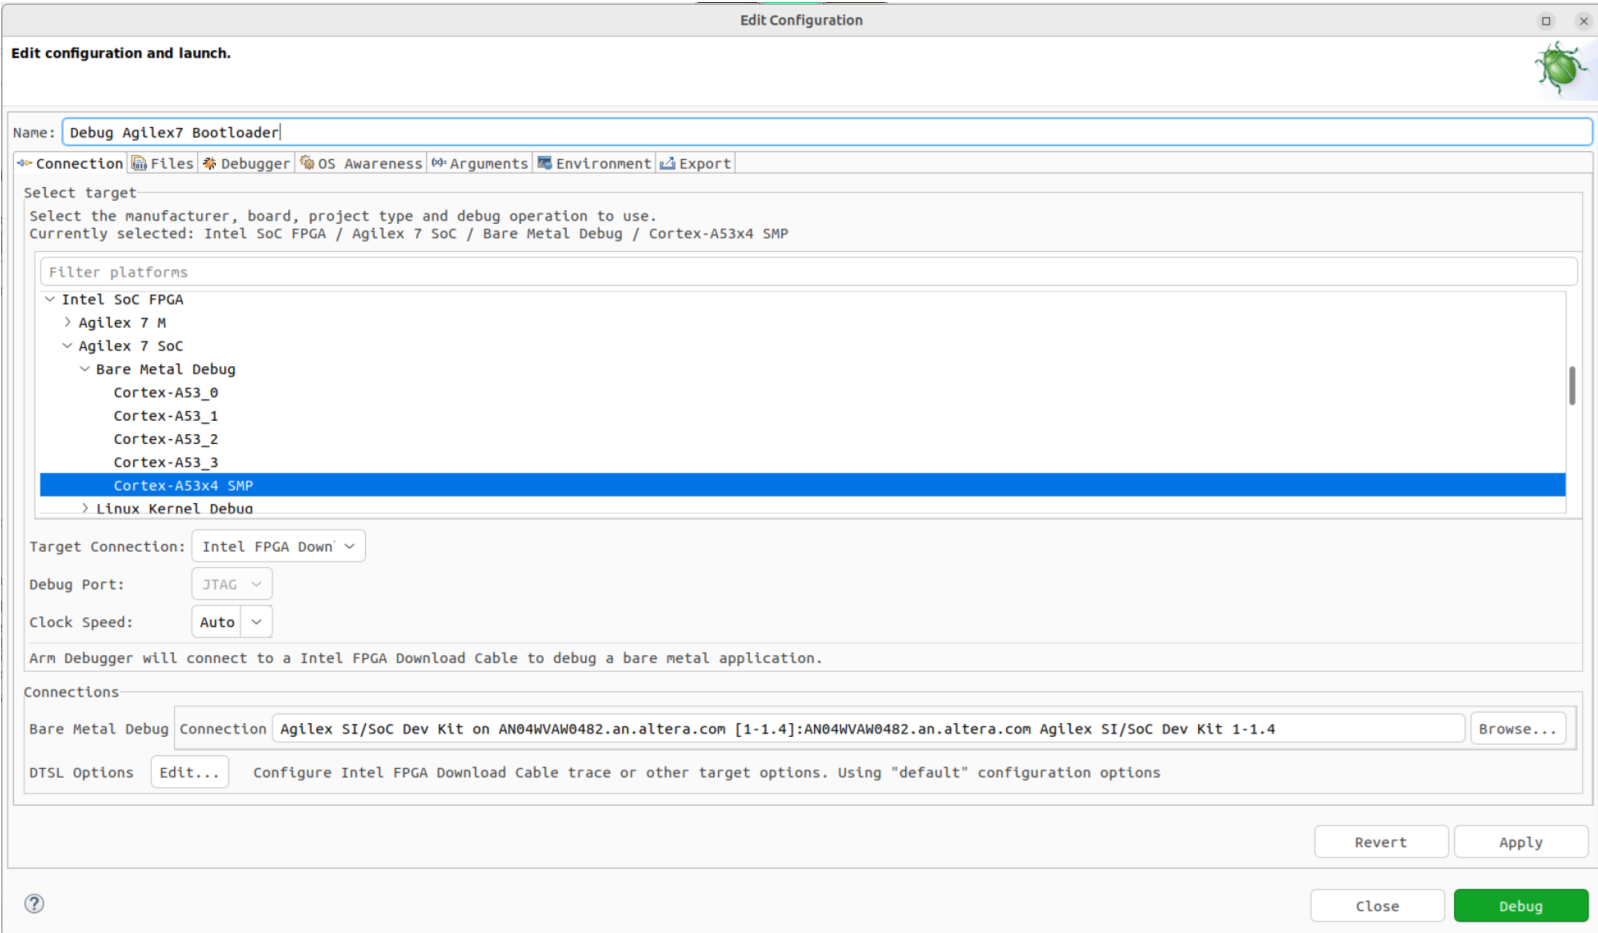 Edit Configuration
Edit configuration and launch.
Name: Debug Agilex7 Bootloader
Connection Files Debugger OS Awareness Arguments Environment Export
Select target
Select the manufacturer, board, project type and debug operation to use.
Currently selected: Intel SoC FPGA / Agilex 7 SoC / Bare Metal Debug / Cortex-A53x4 SMP
Filter platforms
Intel SoC FPGA
Agilex 7 M
Agilex 7 SoC
Bare Metal Debug
Cortex-A53_0
Cortex-A53_1
Cortex-A53_2
Cortex-A53_3
Cortex-A53x4 SMP
Linux Kernel Debug
Target Connection: Intel FPGA Down
Debug Port: JTAG
Clock Speed: Auto
Arm Debugger will connect to a Intel FPGA Download Cable to debug a bare metal application.
Connections
Bare Metal Debug Connection Agilex SI/SoC Dev Kit on AN04WVAW0482.an.altera.com [1-1.4]:AN04WVAW0482.an.altera.com Agilex SI/SoC Dev Kit 1-1.4 Browse...
DTSL Options Edit... Configure Intel FPGA Download Cable trace or other target options. Using "default" configuration options
Revert Apply
Close Debug